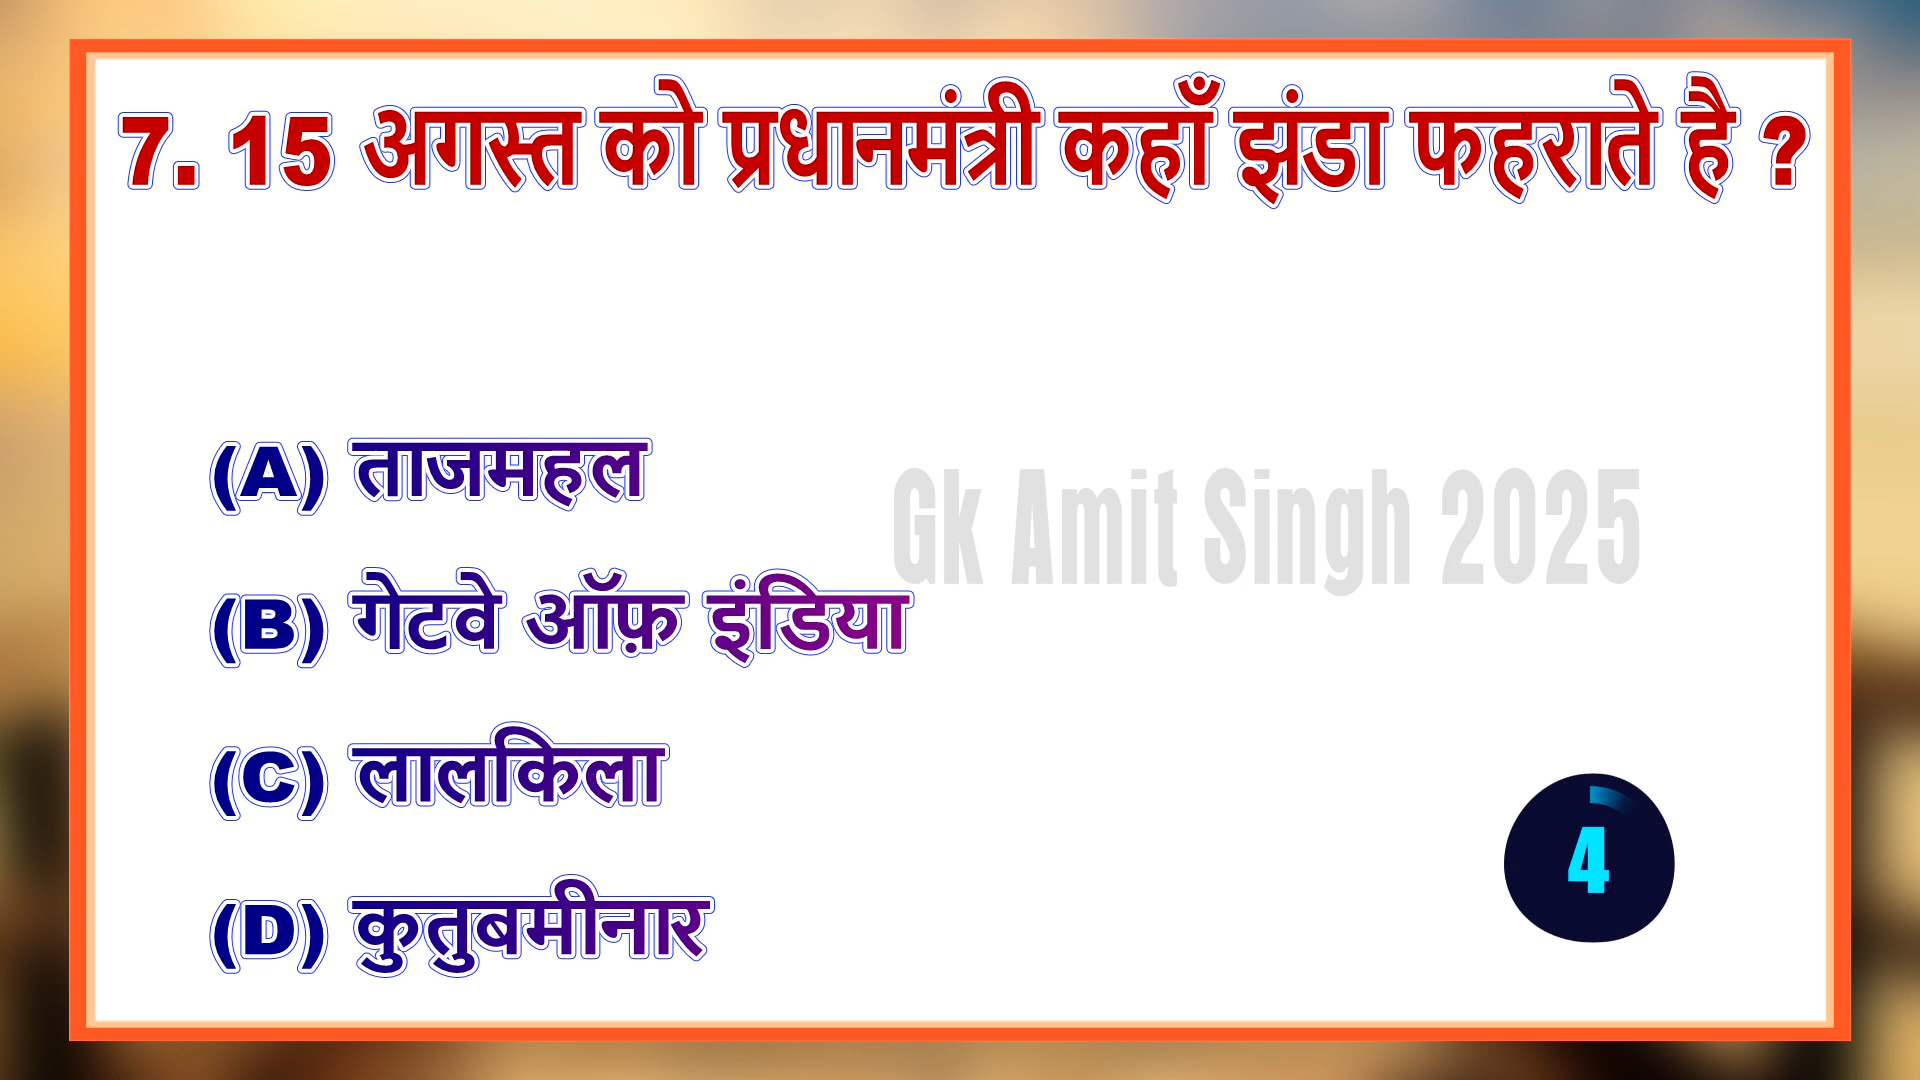 7. 15 अगस्त को प्रधानमंत्री कहाँ झंडा फहराते है ?
(A) ताजमहल
Gk Amit Singh 2025
(B) गेटवे ऑफ़ इंडिया
(C) लालकिला
4
(D) कुतुबमीनार